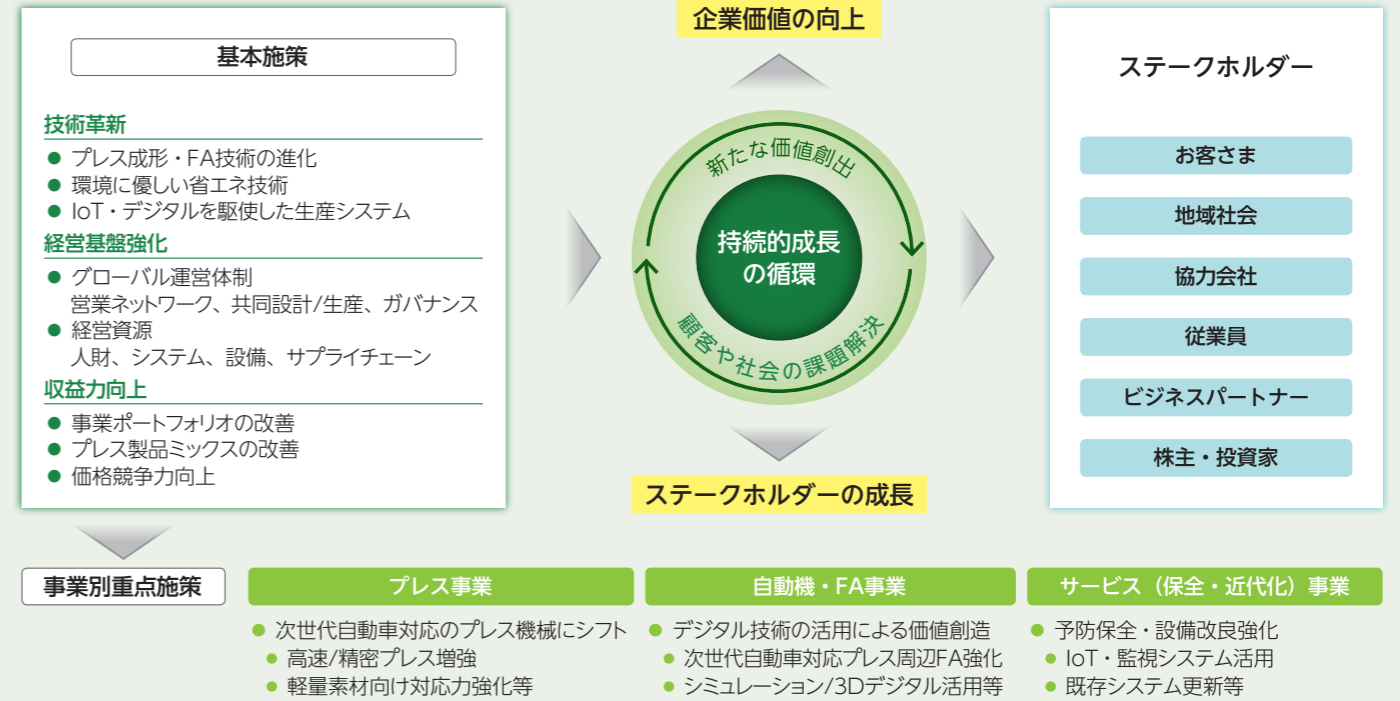 基本施策
技術革新
● プレス成形・FA技術の進化
● 環境に優しい省エネ技術
● IoT・デジタルを駆使した生産システム
経営基盤強化
● グローバル運営体制
営業ネットワーク、共同設計/生産、ガバナンス
● 経営資源
人財、システム、設備、サプライチェーン
収益力向上
● 事業ポートフォリオの改善
● プレス製品ミックスの改善
● 価格競争力向上
企業価値の向上
新たな価値創出
持続的成長
の循環
顧客や社会の課題解決
ステークホルダーの成長
ステークホルダー
お客さま
地域社会
協力会社
従業員
ビジネスパートナー
株主・投資家
事業別重点施策
プレス事業
● 次世代自動車対応のプレス機械にシフト
● 高速/精密プレス増強
● 軽量素材向け対応力強化等
自動機・FA事業
● デジタル技術の活用による価値創造
● 次世代自動車対応プレス周辺FA強化
● シミュレーション/3Dデジタル活用等
サービス（保全・近代化）事業
● 予防保全・設備改良強化
● IoT・監視システム活用
● 既存システム更新等